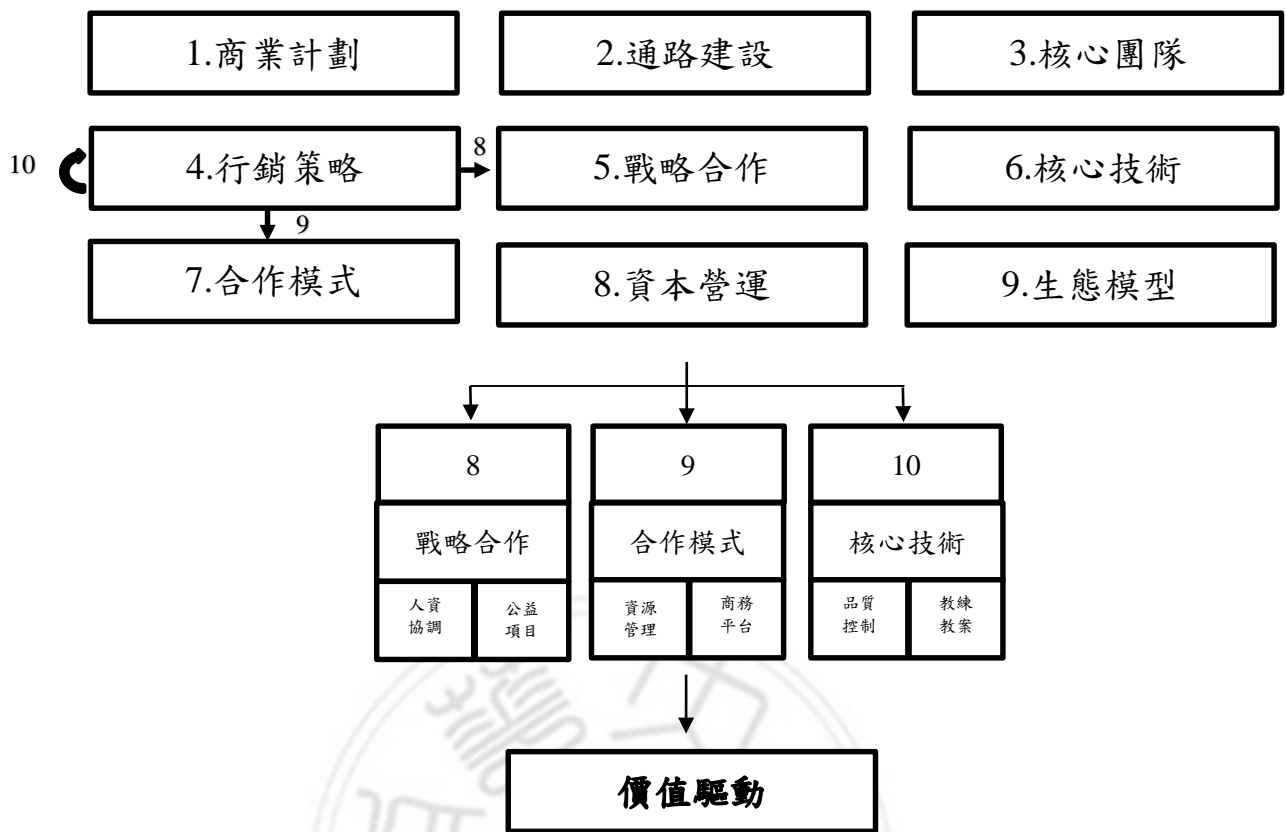 1.商業計劃
2.通路建設
3.核心團隊
10
4.行銷策略
8
5.戰略合作
6.核心技術
9
7.合作模式
8.資本營運
9.生態模型
8
9
10
戰略合作
合作模式
核心技術
人資
協調
公益
項目
資源
管理
商務
平台
品質
控制
教練
教案
價值驅動